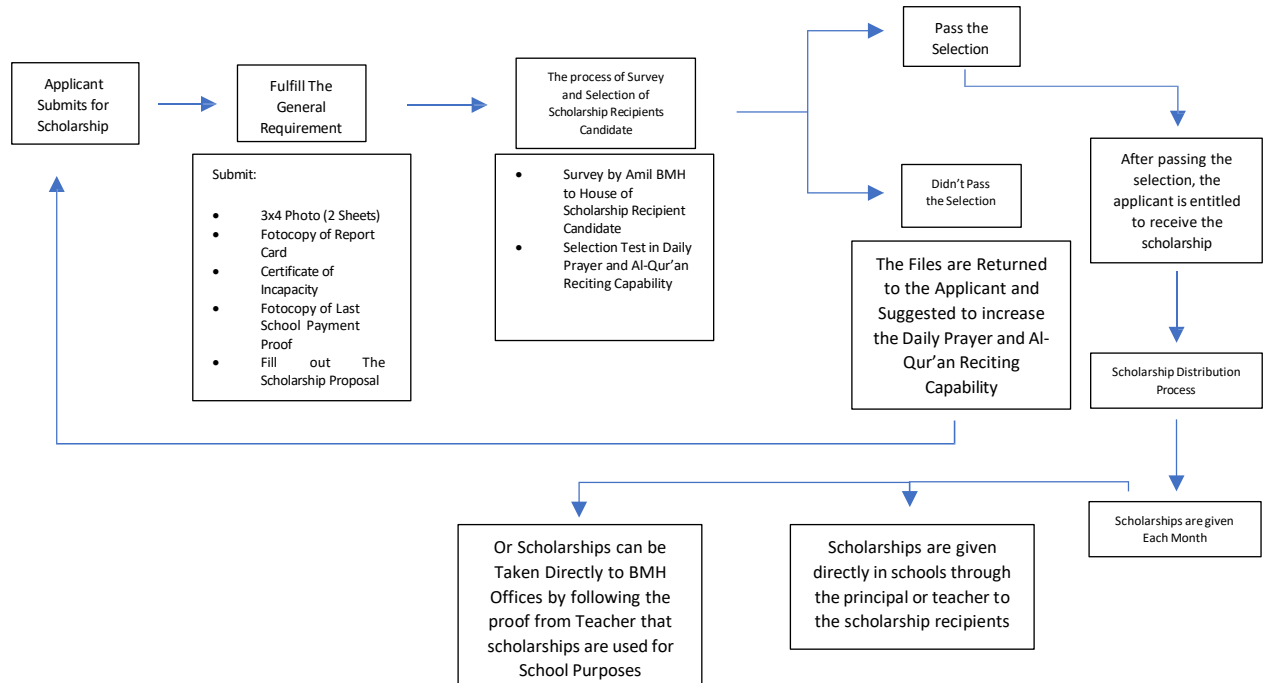 Applicant
Submits for
Scholarship
Fulfill The
General
Requirement
Submit:
• 3x4 Photo (2 Sheets)
• Fotocopy of Report
Card
• Certificate of
Incapacity
• Fotocopy of Last
School Payment
Proof
• Fill out The
Scholarship Proposal
The process of Survey
and Selection of
Scholarship Recipients
Candidate
• Survey by Amil BMH
to House of
Scholarship Recipient
Candidate
• Selection Test in Daily
Prayer and Al-Qur’an
Reciting Capability
Pass the
Selection
Didn’t Pass
the Selection
The Files are Returned
to the Applicant and
Suggested to increase
the Daily Prayer and Al-
Qur’an Reciting
Capability
After passing the
selection, the
applicant is entitled
to receive the
scholarship
Scholarship Distribution
Process
Scholarships are given
Each Month
Scholarships are given
directly in schools through
the principal or teacher to
the scholarship recipients
Or Scholarships can be
Taken Directly to BMH
Offices by following the
proof from Teacher that
scholarships are used for
School Purposes